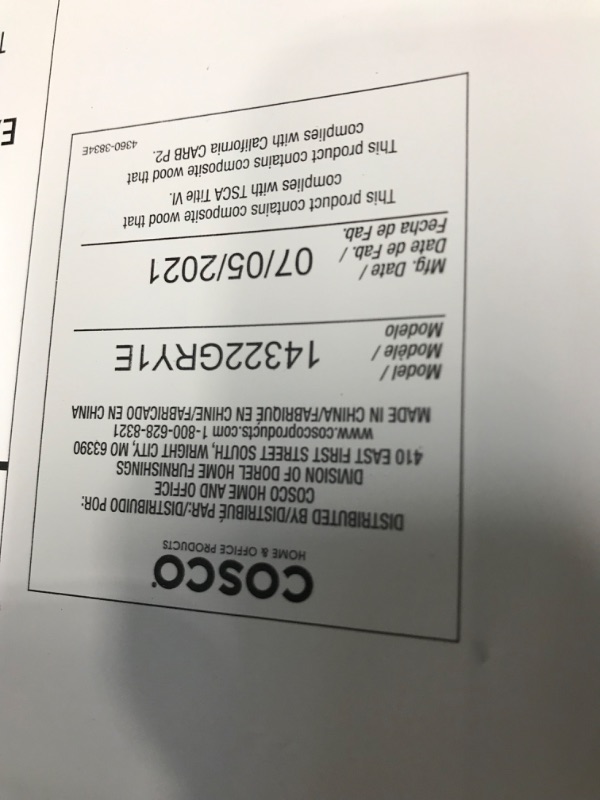 COSCO®
HOME & OFFICE PRODUCTS
DISTRIBUTED BY/DISTRIBUÉ PAR:/DISTRIBUIDO POR:
COSCO HOME AND OFFICE
DIVISION OF DOREL HOME FURNISHINGS
410 EAST FIRST STREET SOUTH, WRIGHT CITY, MO 63390
www.coscoproducts.com 1-800-628-8321
MADE IN CHINA/FABRIQUÉ EN CHINE/FABRICADO EN CHINA
Model /
Modèle /
Modelo
14322GRY1E
Mfg. Date /
Date de Fab. /
Fecha de Fab.
07/05/2021
This product contains composite wood that
complies with TSCA Title VI.
This product contains composite wood that
complies with California CARB P2.
4360-3834E